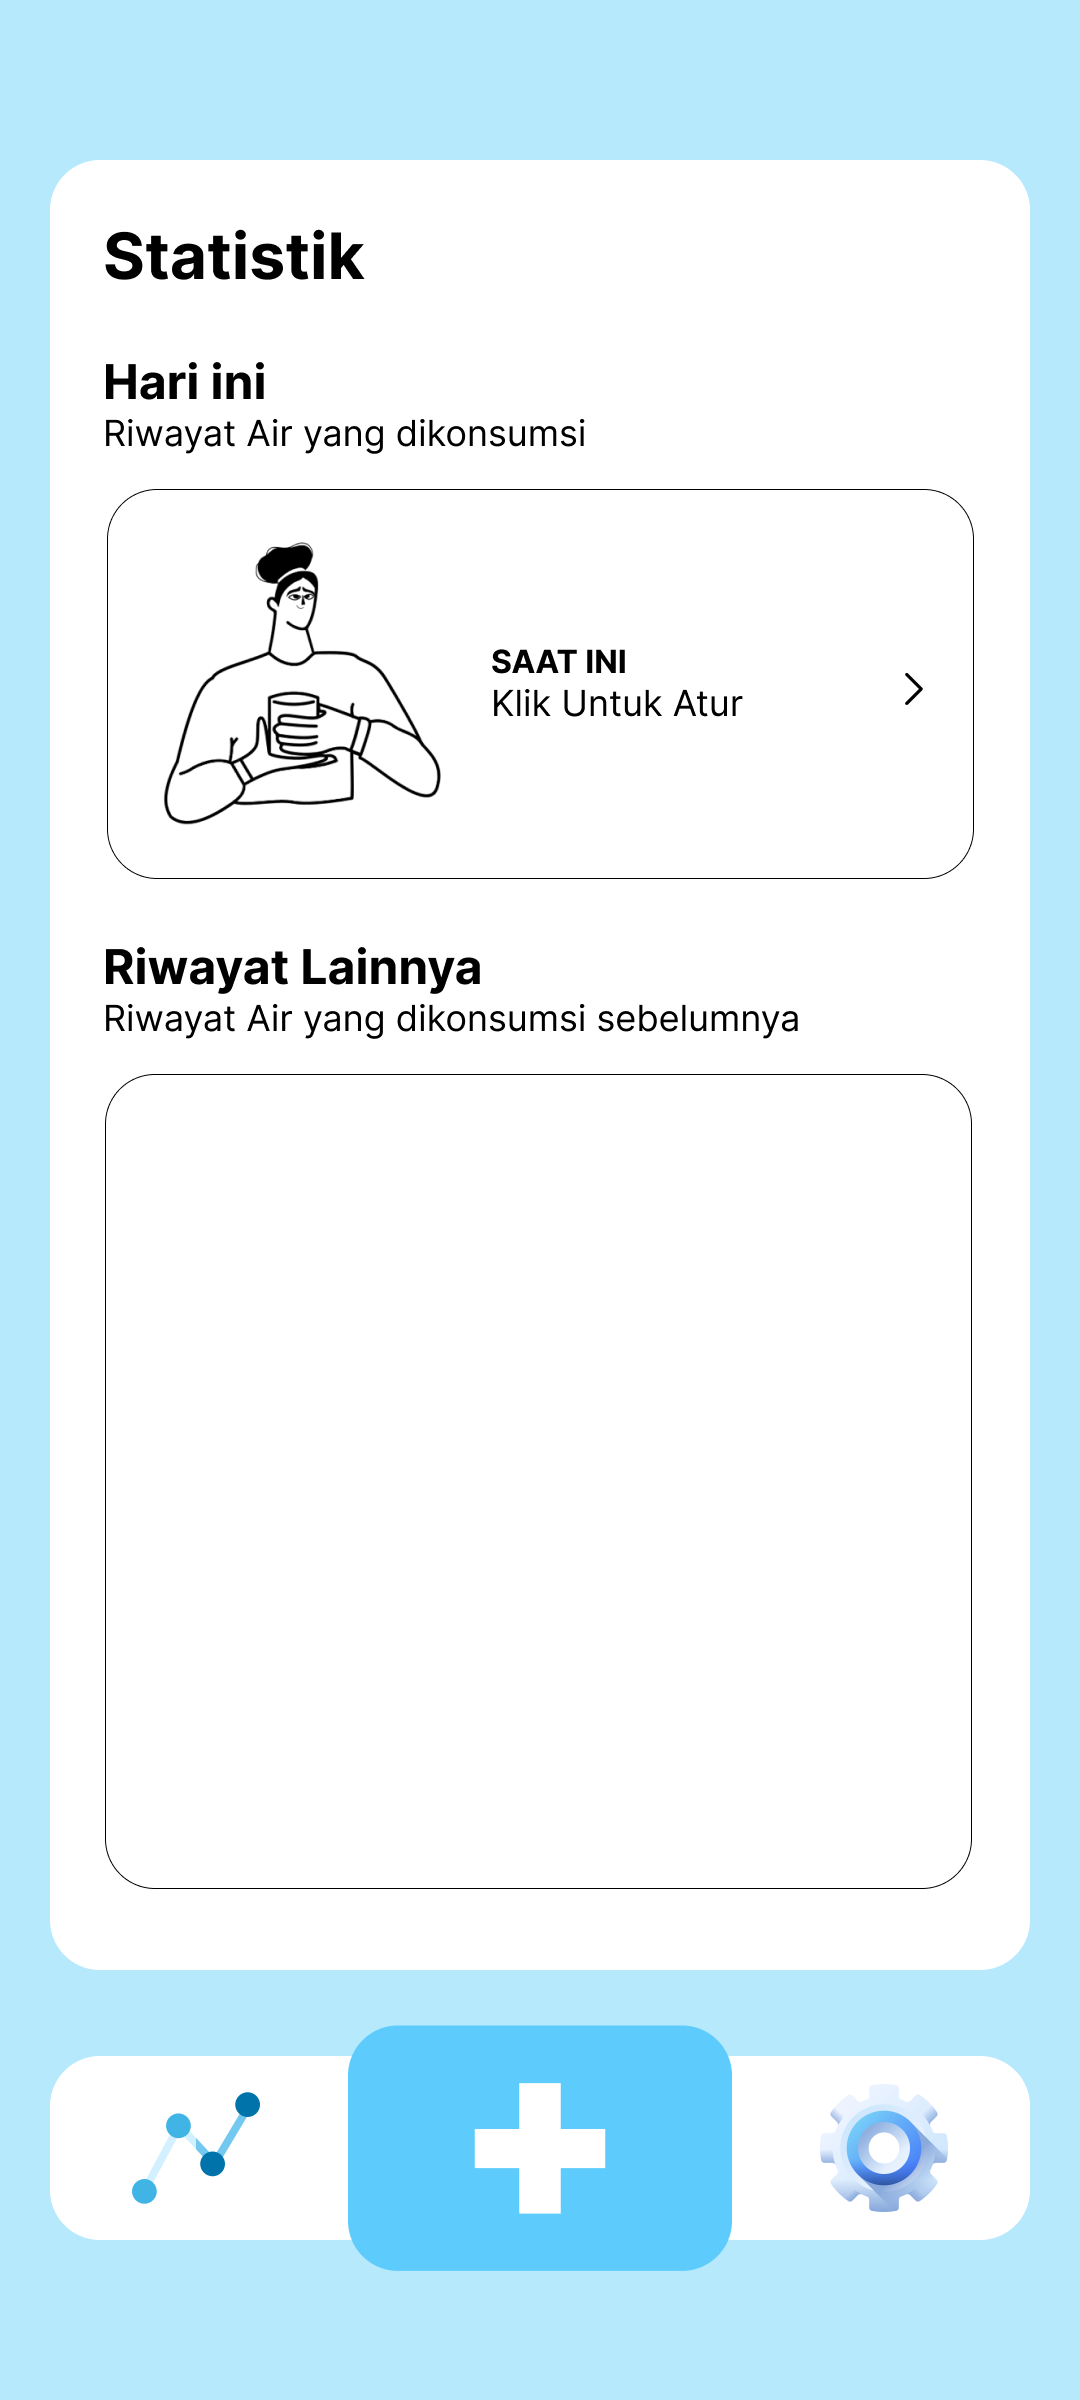 Statistik
Hari ini
Riwayat Air yang dikonsumsi
SAAT INI
Klik Untuk Atur
Riwayat Lainnya
Riwayat Air yang dikonsumsi sebelumnya